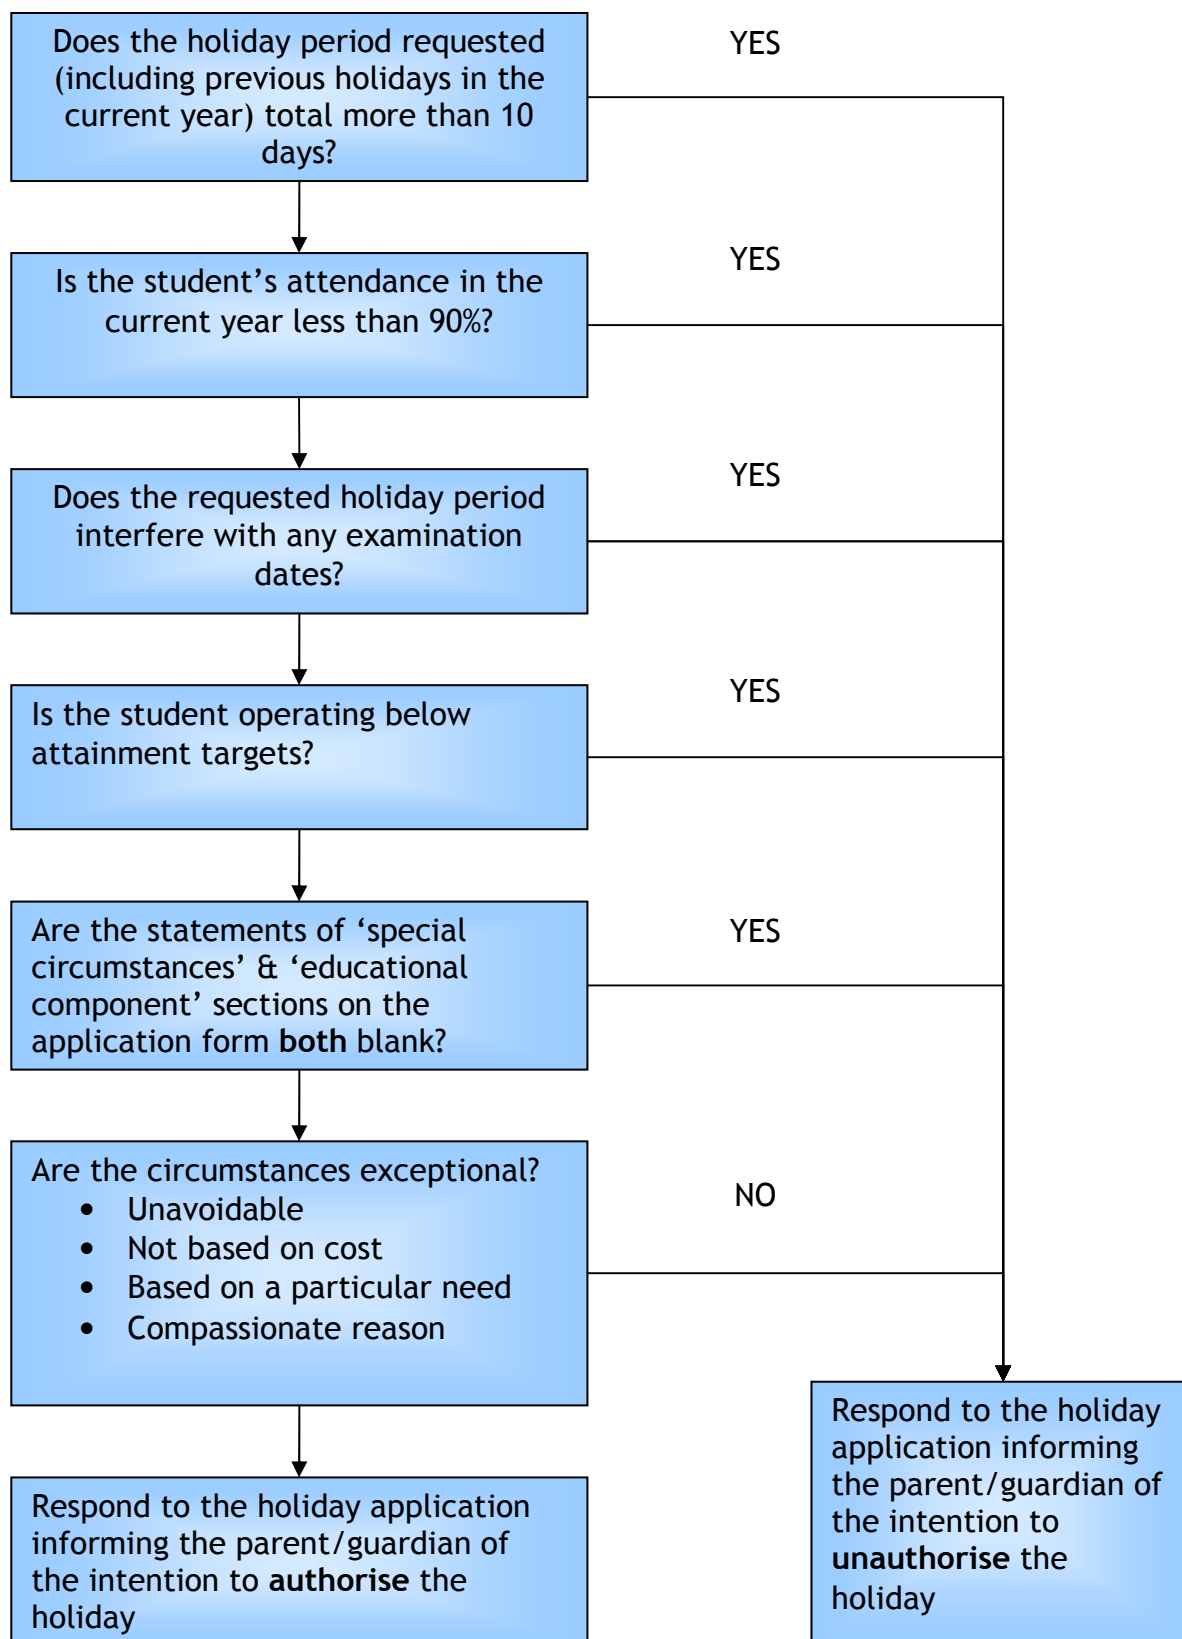 Does the holiday period requested
(including previous holidays in the
current year) total more than 10
days?
YES
Is the student’s attendance in the
current year less than 90%?
YES
Does the requested holiday period
interfere with any examination
dates?
YES
Is the student operating below
attainment targets?
YES
Are the statements of ‘special
circumstances’ & ‘educational
component’ sections on the
application form both blank?
YES
Are the circumstances exceptional?
• Unavoidable
• Not based on cost
• Based on a particular need
• Compassionate reason
NO
Respond to the holiday application
informing the parent/guardian of
the intention to authorise the
holiday
Respond to the holiday
application informing
the parent/guardian of
the intention to
unauthorise the
holiday